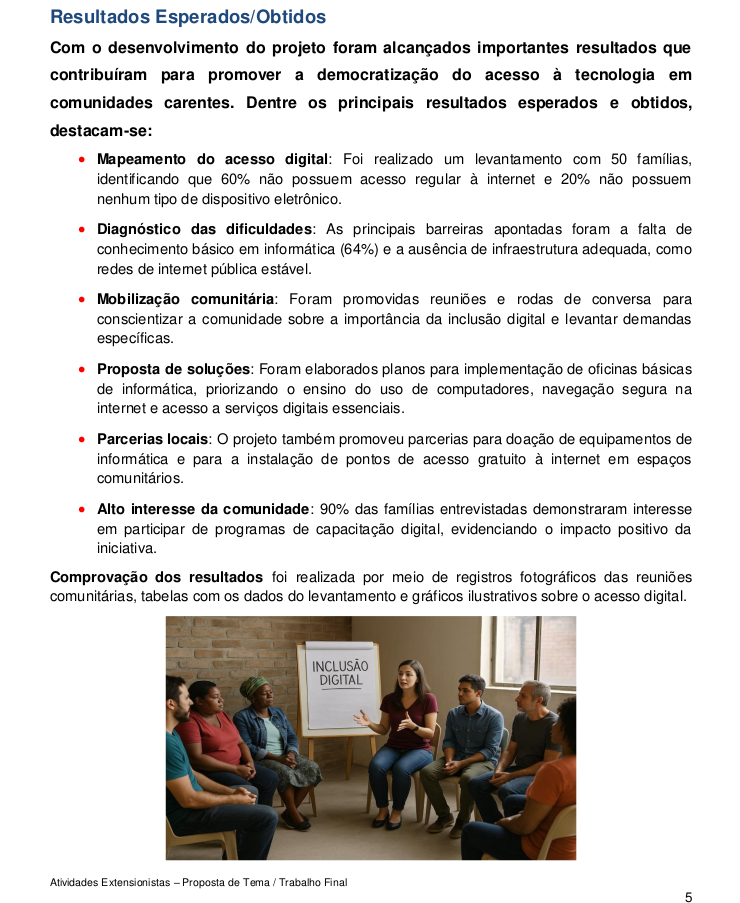 Resultados Esperados/Obtidos
Com o desenvolvimento do projeto foram alcançados importantes resultados que
contribuíram para promover a democratização do acesso à tecnologia em
comunidades carentes. Dentre os principais resultados esperados e obtidos,
destacam-se:
• Mapeamento do acesso digital: Foi realizado um levantamento com 50 famílias,
identificando que 60% não possuem acesso regular à internet e 20% não possuem
nenhum tipo de dispositivo eletrônico.
• Diagnóstico das dificuldades: As principais barreiras apontadas foram a falta de
conhecimento básico em informática (64%) e a ausência de infraestrutura adequada, como
redes de internet pública estável.
• Mobilização comunitária: Foram promovidas reuniões e rodas de conversa para
conscientizar a comunidade sobre a importância da inclusão digital e levantar demandas
específicas.
• Proposta de soluções: Foram elaborados planos para implementação de oficinas básicas
de informática, priorizando o ensino do uso de computadores, navegação segura na
internet e acesso a serviços digitais essenciais.
• Parcerias locais: O projeto também promoveu parcerias para doação de equipamentos de
informática e para a instalação de pontos de acesso gratuito à internet em espaços
comunitários.
• Alto interesse da comunidade: 90% das famílias entrevistadas demonstraram interesse
em participar de programas de capacitação digital, evidenciando o impacto positivo da
iniciativa.
Comprovação dos resultados foi realizada por meio de registros fotográficos das reuniões
comunitárias, tabelas com os dados do levantamento e gráficos ilustrativos sobre o acesso digital.
INCLUSÃO
DIGITAL
Atividades Extensionistas – Proposta de Tema / Trabalho Final
5